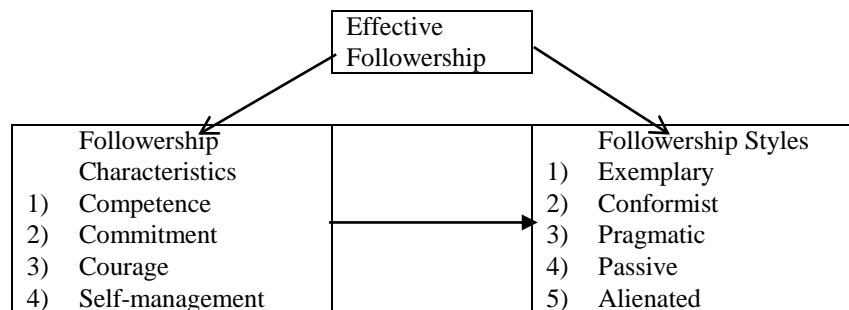 Effective
Followership
Followership
Characteristics
1) Competence
2) Commitment
3) Courage
4) Self-management
Followership Styles
1) Exemplary
2) Conformist
3) Pragmatic
4) Passive
5) Alienated